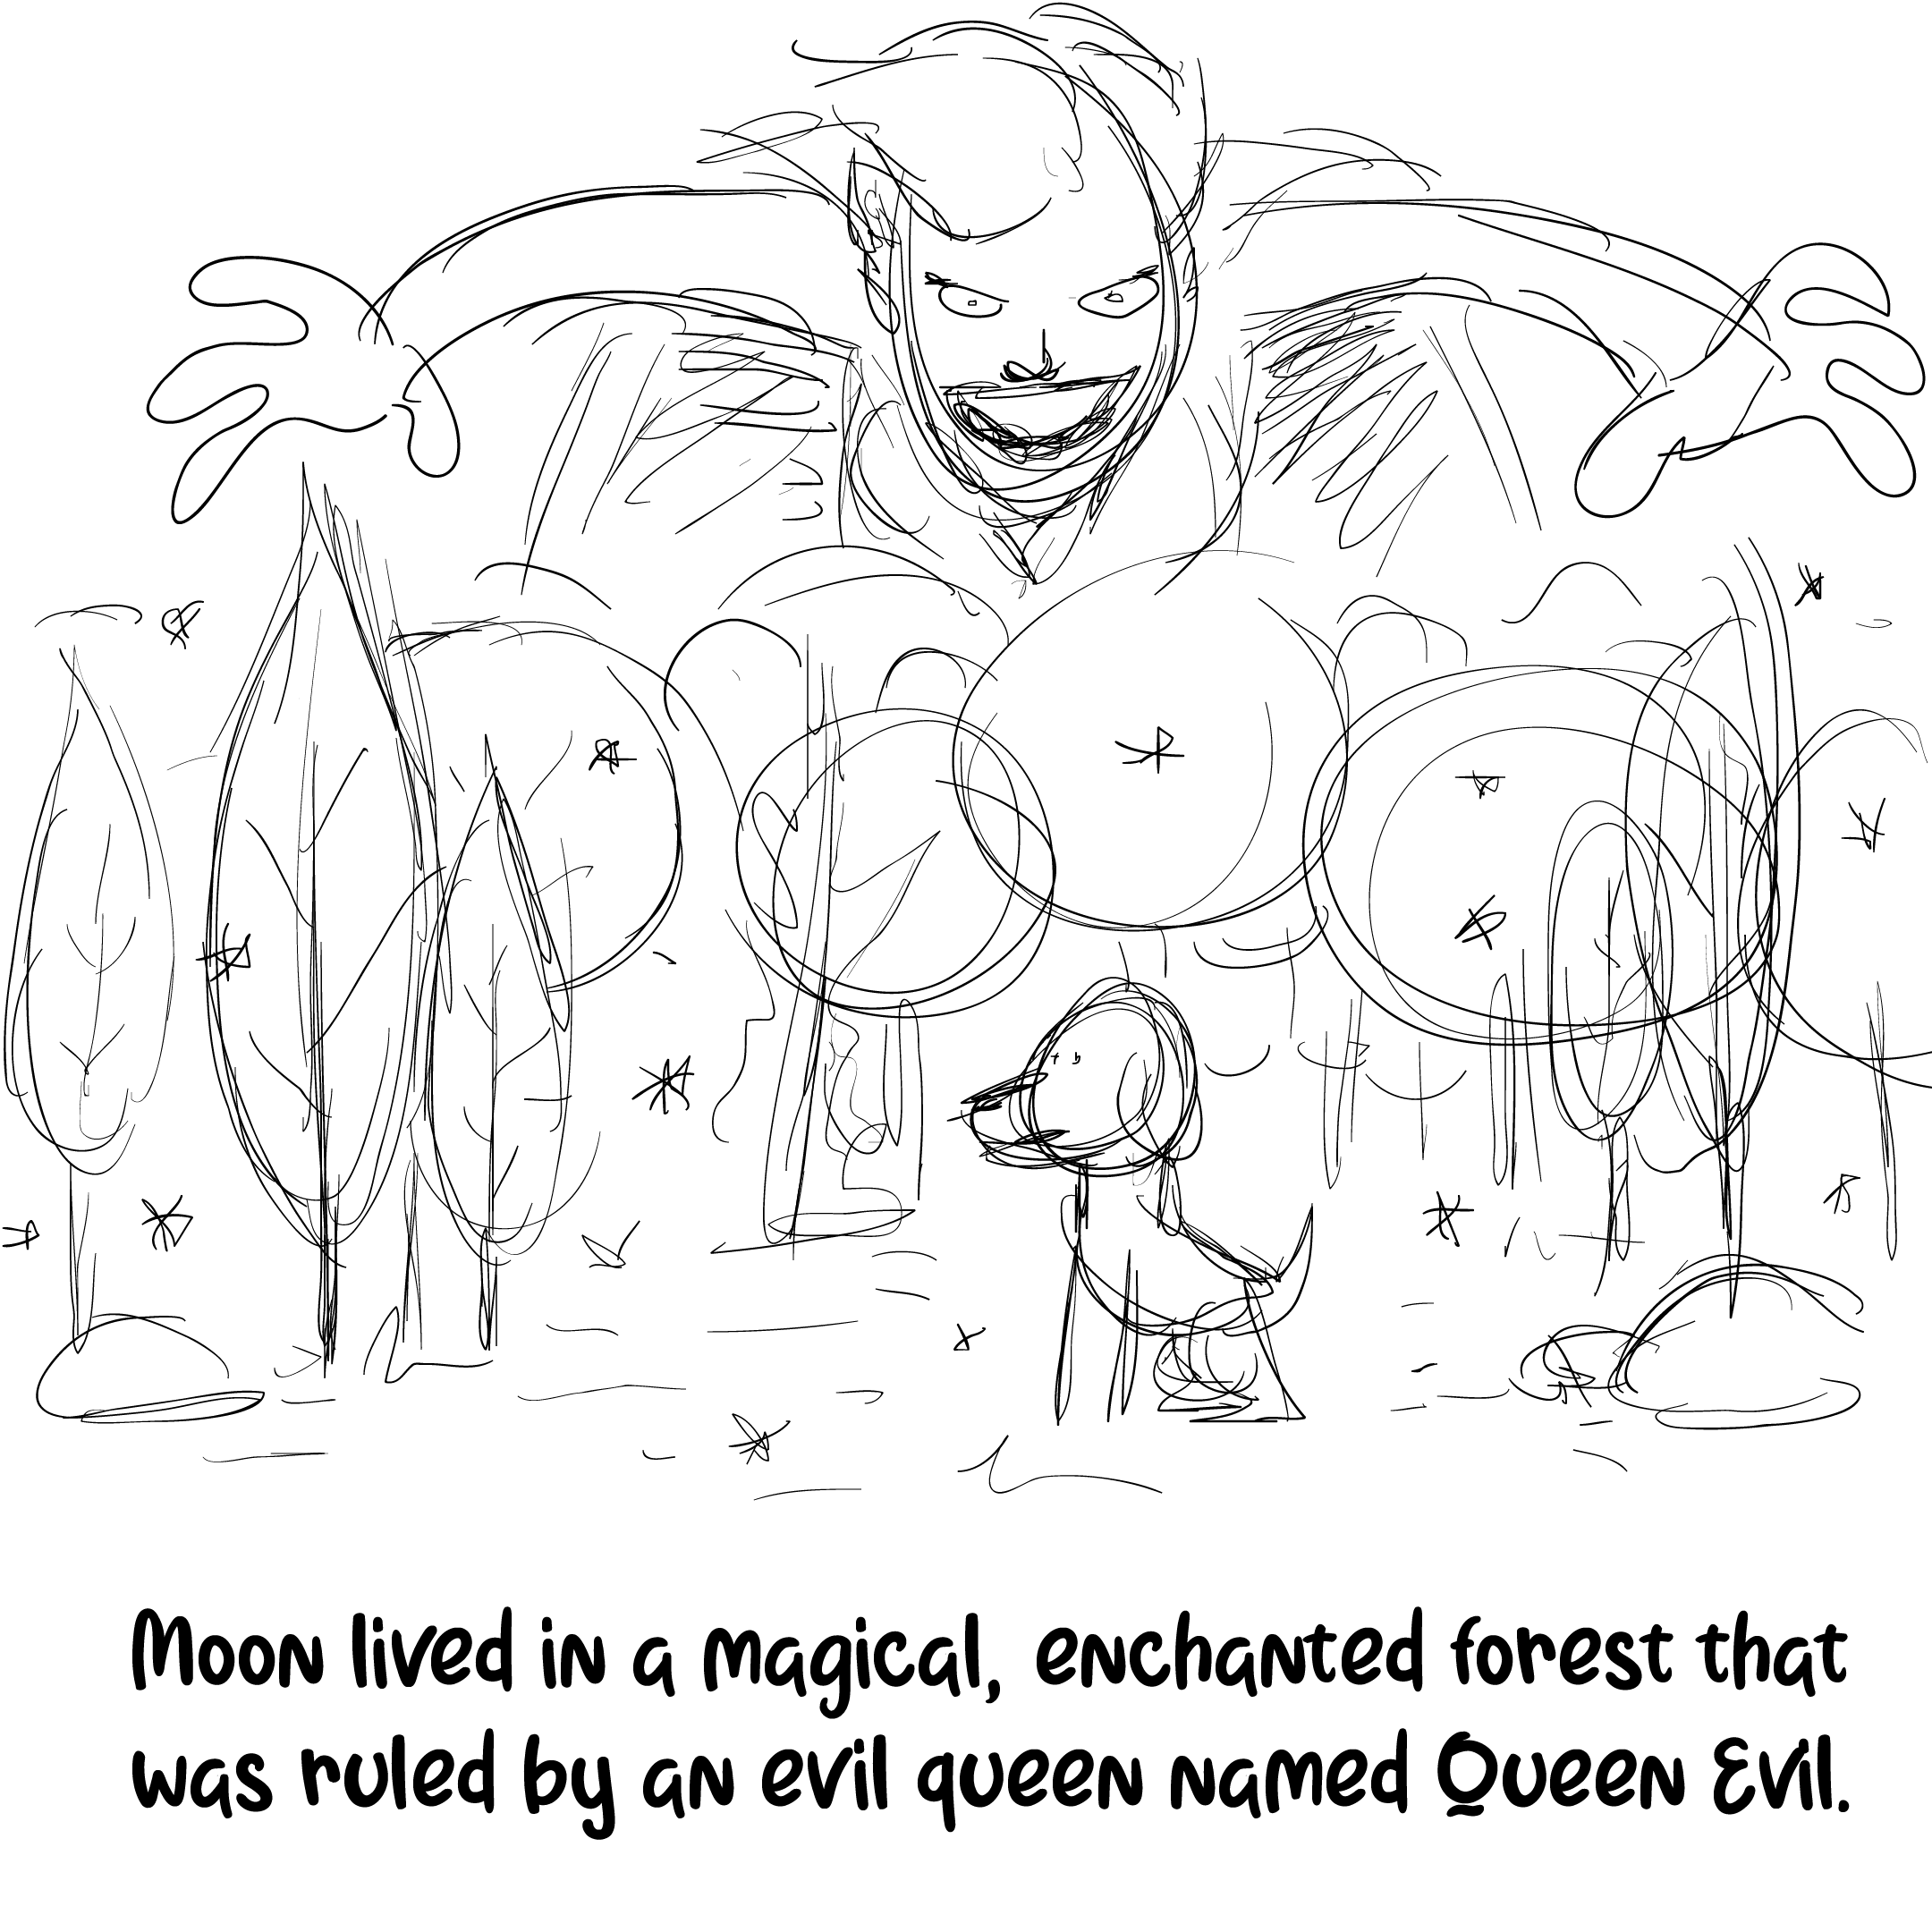 Moon lived in a magical, enchanted forest that
was ruled by an evil queen named Queen Evil.